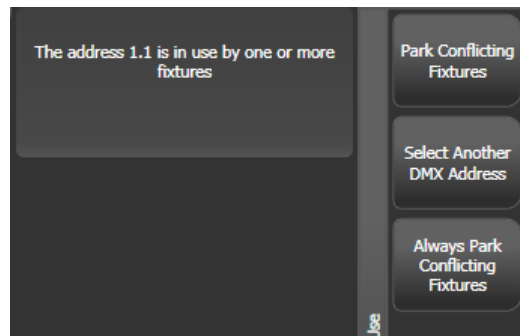 The address 1.1 is in use by one or more
fixtures
Park Conflicting
Fixtures
Select Another
DMX Address
Always Park
Conflicting
Fixtures
Use